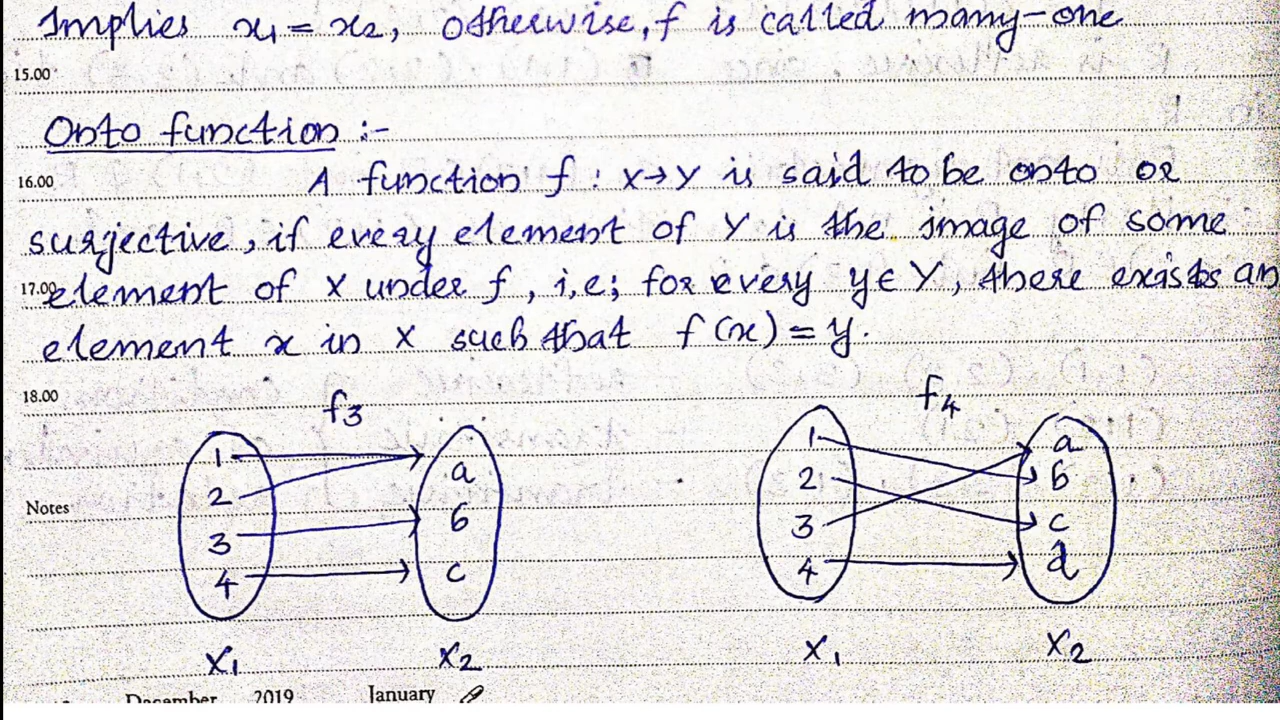 Implies x1 = x2, otherwise, f is called many-one
15.00
Onto function :-
16.00 A function f : X→Y is said to be onto or
surjective, if every element of Y is the image of some
17.00 element of X under f, i,e; for every y∈Y, there exists an
element x in X such that f(x) = y.
18.00
f3 f4
1 a 1 a
2 b 2 b
3 c 3 c
4 4 d
Notes
X1 X2 X1 X2
December 2019 January